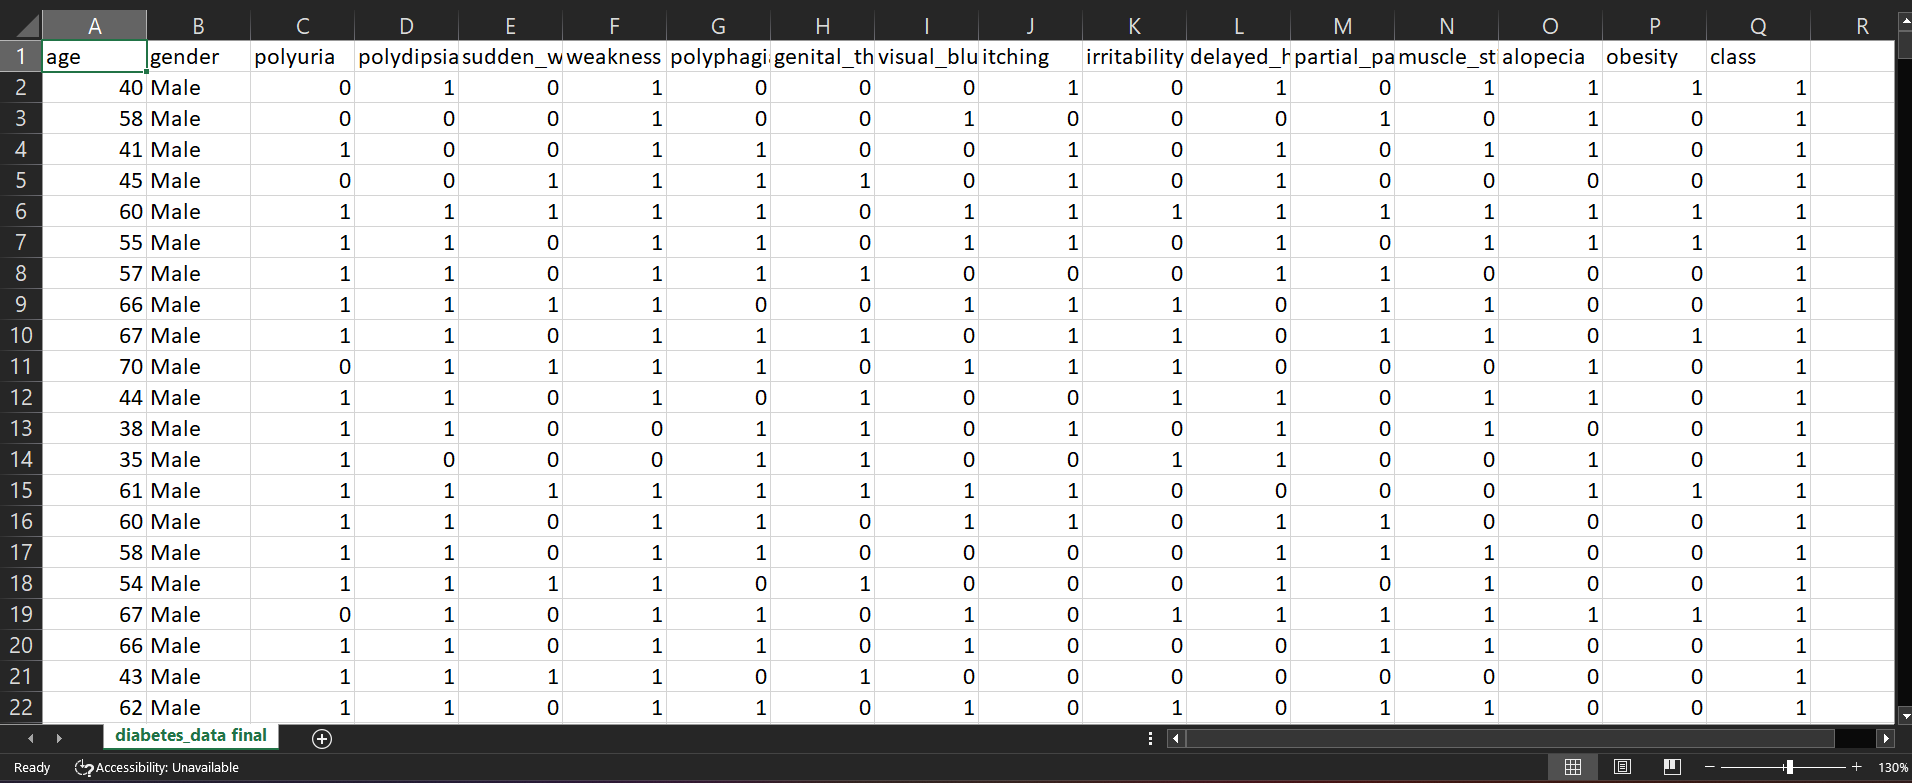 A B C D E F G H I J K L M N O P Q R
1 age gender polyuria polydipsia sudden_w weakness polyphagi genital_th visual_blu itching irritability delayed_h partial_pa muscle_st alopecia obesity class
2 40 Male 0 1 0 1 0 0 0 1 0 1 0 1 1 1 1
3 58 Male 0 0 0 1 0 0 1 0 0 0 1 0 1 0 1
4 41 Male 1 0 0 1 1 0 0 1 0 1 0 1 1 0 1
5 45 Male 0 0 1 1 1 1 0 1 0 1 0 0 0 0 1
6 60 Male 1 1 1 1 1 0 1 1 1 1 1 1 1 1 1
7 55 Male 1 1 0 1 1 0 1 1 0 1 0 1 1 1 1
8 57 Male 1 1 0 1 1 1 0 0 0 1 1 0 0 0 1
9 66 Male 1 1 1 1 0 0 1 1 1 0 1 1 0 0 1
10 67 Male 1 1 0 1 1 1 0 1 1 0 1 1 0 1 1
11 70 Male 0 1 1 1 1 0 1 1 1 0 0 0 1 0 1
12 44 Male 1 1 0 1 0 1 0 0 1 1 0 1 1 0 1
13 38 Male 1 1 0 0 1 1 0 1 0 1 0 1 0 0 1
14 35 Male 1 0 0 0 1 1 0 0 1 1 0 0 1 0 1
15 61 Male 1 1 1 1 1 1 1 1 0 0 0 0 1 1 1
16 60 Male 1 1 0 1 1 0 1 1 0 1 1 0 0 0 1
17 58 Male 1 1 0 1 1 0 0 0 0 1 1 1 0 0 1
18 54 Male 1 1 1 1 0 1 0 0 0 1 0 1 0 0 1
19 67 Male 0 1 0 1 1 0 1 0 1 1 1 1 1 1 1
20 66 Male 1 1 0 1 1 0 1 0 0 0 1 1 0 0 1
21 43 Male 1 1 1 1 0 1 0 0 0 0 0 0 0 0 1
22 62 Male 1 1 0 1 1 0 1 0 1 0 1 1 0 0 1
diabetes_data final
Ready Accessibility: Unavailable 130%